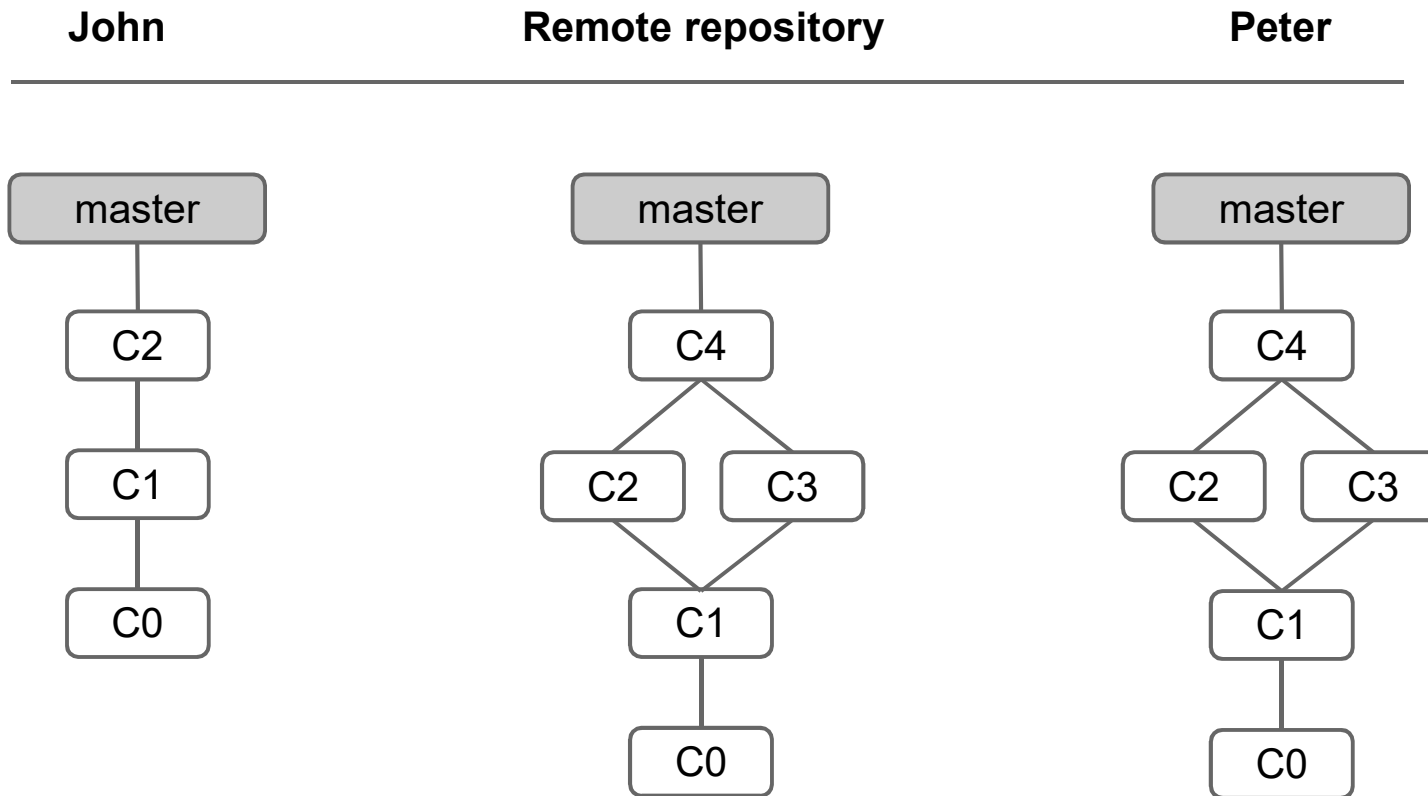 John Remote repository Peter
master master master
C2 C4 C4
C1 C2 C3 C2 C3
C0 C1 C1
C0 C0